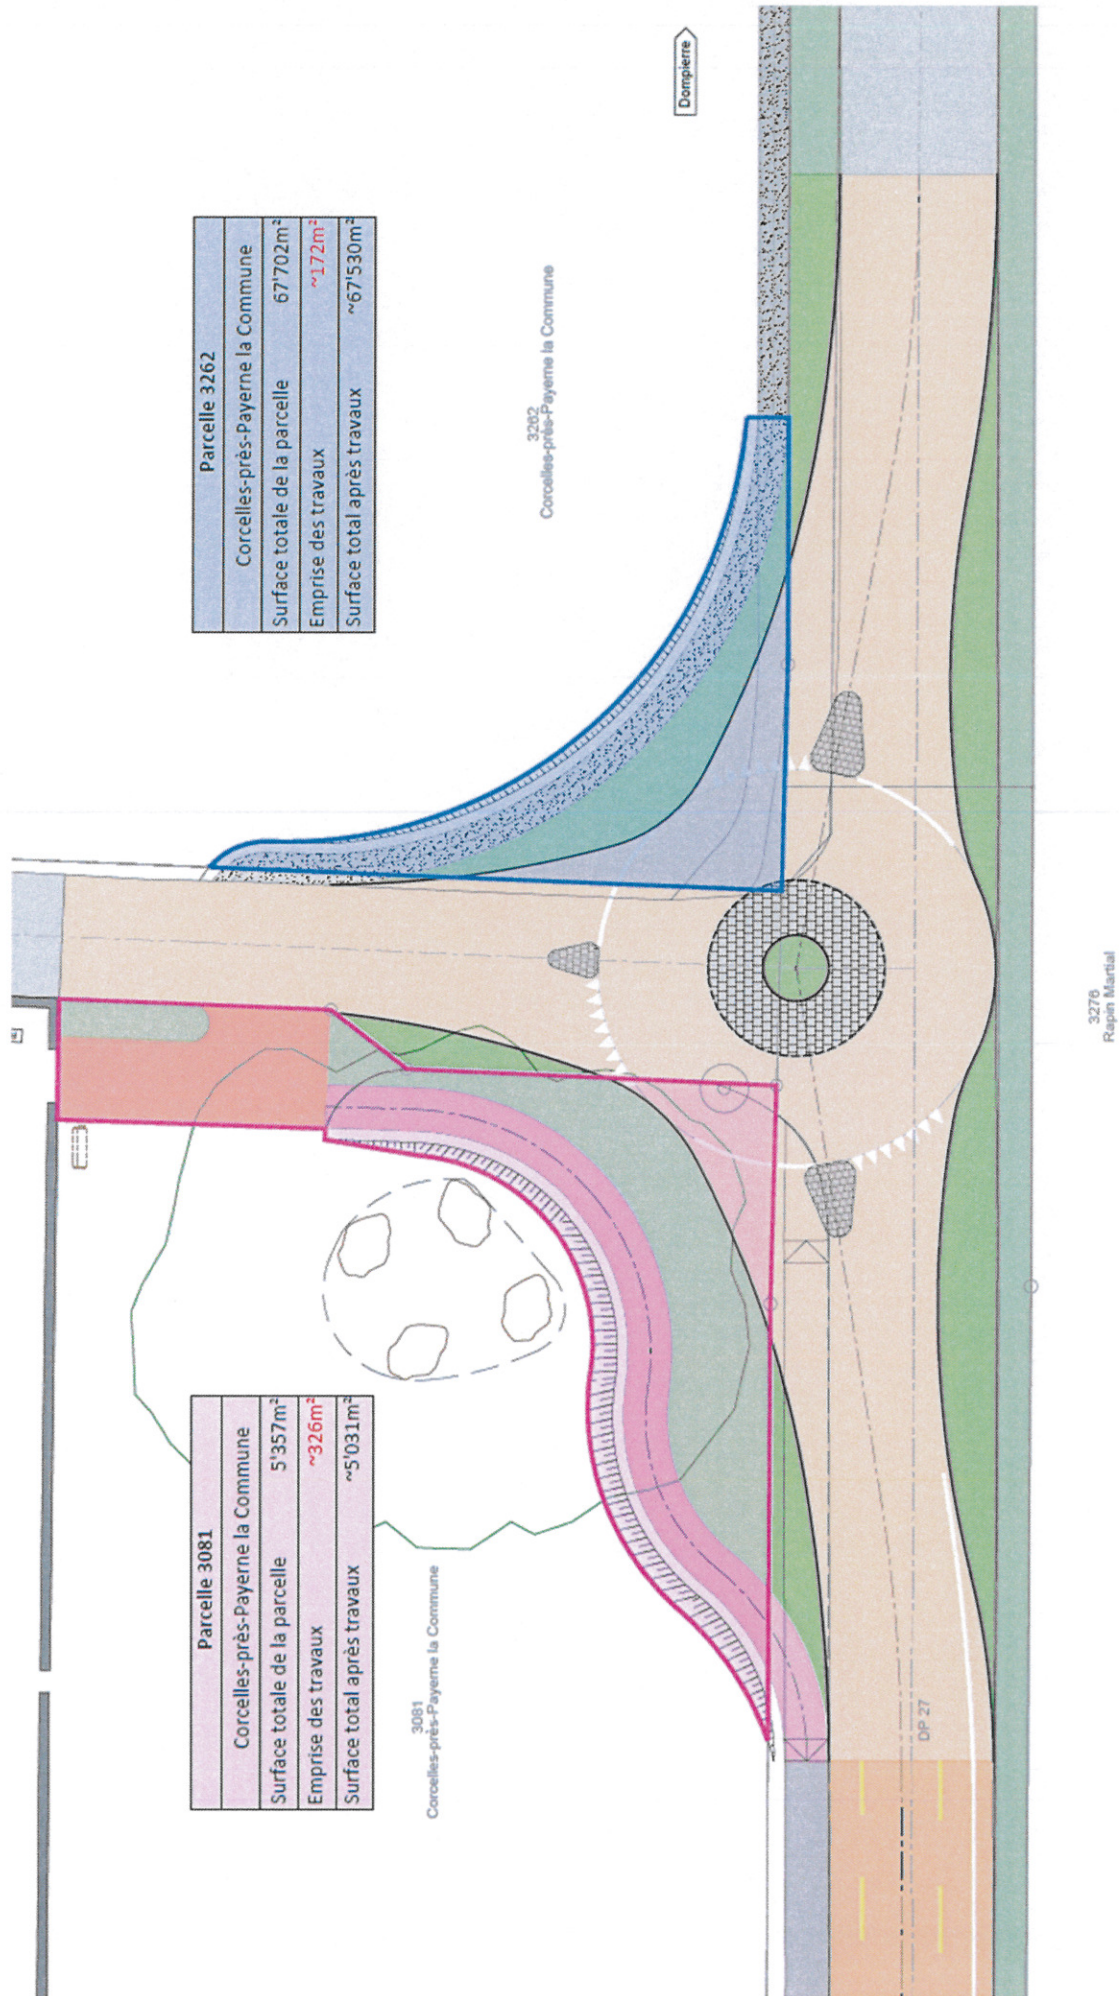 Parcelle 3081
Corcelles-près-Payerne la Commune
Surface totale de la parcelle 5'357m²
Emprise des travaux ~326m²
Surface total après travaux ~5'031m²
3081
Corcelles-près-Payerne la Commune
Parcelle 3262
Corcelles-près-Payerne la Commune
Surface totale de la parcelle 67'702m²
Emprise des travaux ~172m²
Surface total après travaux ~67'530m²
3262
Corcelles-près-Payerne la Commune
Dompierre
DP 27
3276
Rapin Martial